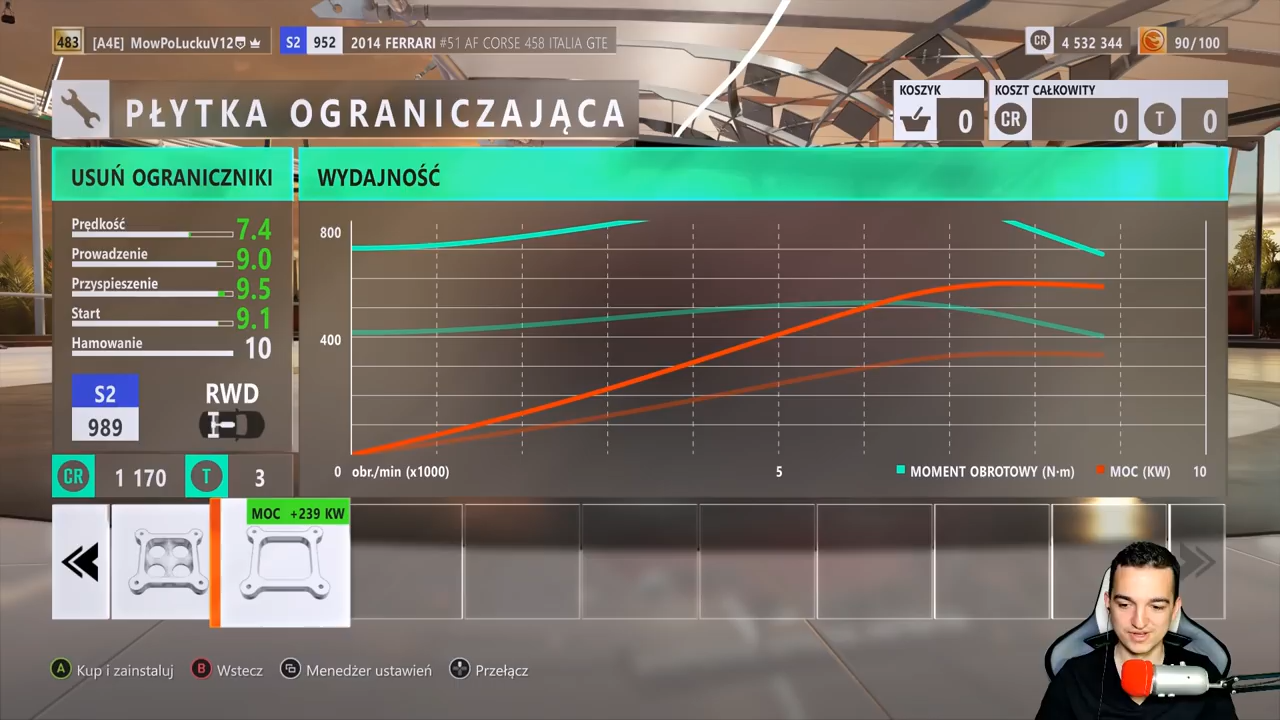 483 [A4E] MowPoLuckuV12
S2 952 2014 FERRARI #51 AF CORSE 458 ITALIA GTE
CR 4 532 344 90/100
PŁYTKA OGRANICZAJĄCA
KOSZYK
0
KOSZT CAŁKOWITY
CR 0 T 0
USUŃ OGRANICZNIKI
WYDAJNOŚĆ
Prędkość 7.4
Prowadzenie 9.0
Przyspieszenie 9.5
Start 9.1
Hamowanie 10
S2
989
RWD
CR 1 170 T 3
800
400
0 obr./min (x1000) 5 MOMENT OBROTOWY (N·m) MOC (KW) 10
MOC +239 KW
A Kup i zainstaluj B Wstecz Menedżer ustawień Przełącz